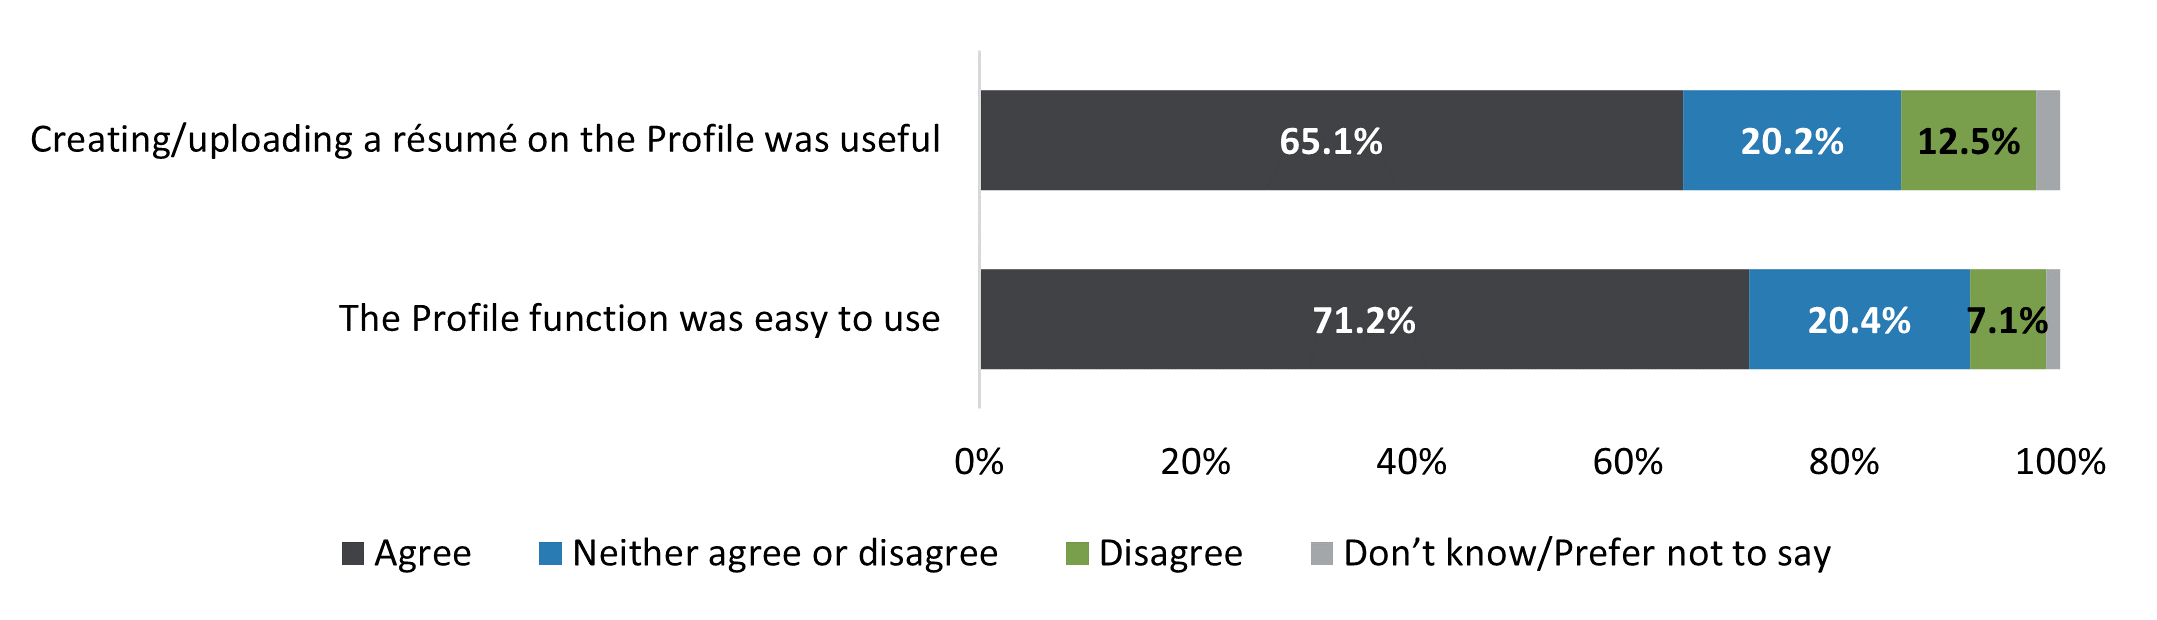 Creating/uploading a résumé on the Profile was useful
65.1% 20.2% 12.5%
The Profile function was easy to use
71.2% 20.4% 7.1%
0% 20% 40% 60% 80% 100%
Agree Neither agree or disagree Disagree Don’t know/Prefer not to say